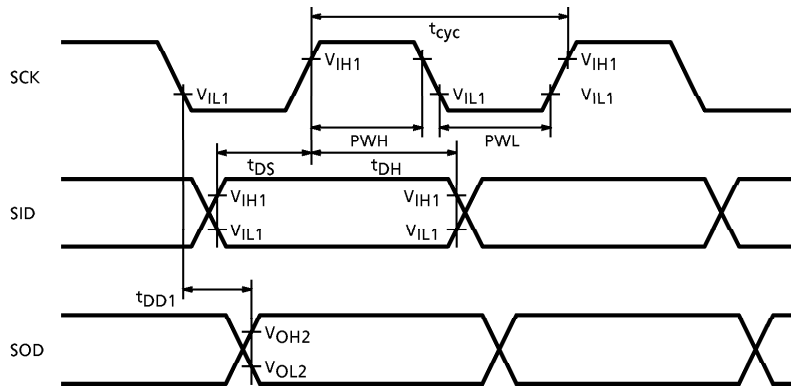 tcyc
SCK
VIH1
VIH1
VIL1
VIL1
VIL1
PWH
PWL
tDS
tDH
SID
VIH1
VIH1
VIL1
VIL1
tDD1
SOD
VOH2
VOL2